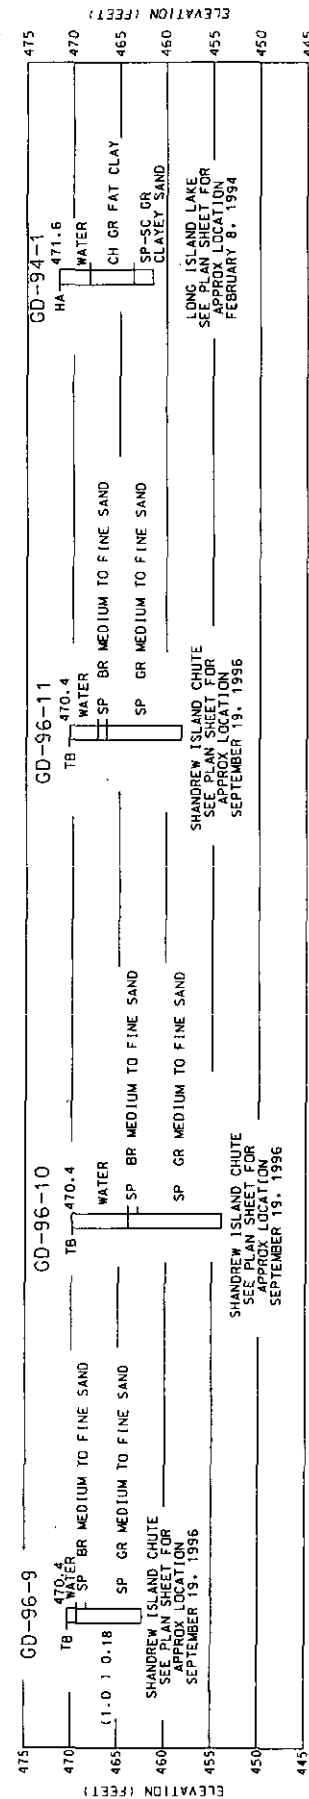 ELEVATION (FEET)
475
470
465
460
455
450
445
GD-96-9
TB
470.4
WATER
SP BR MEDIUM TO FINE SAND
(1.0 ) 0.18
SP GR MEDIUM TO FINE SAND
SHANDREW ISLAND CHUTE
SEE PLAN SHEET FOR
APPROX LOCATION
SEPTEMBER 19, 1996
GD-96-10
TB
470.4
WATER
SP BR MEDIUM TO FINE SAND
SP GR MEDIUM TO FINE SAND
SHANDREW ISLAND CHUTE
SEE PLAN SHEET FOR
APPROX LOCATION
SEPTEMBER 19, 1996
GD-96-11
TB
470.4
WATER
SP BR MEDIUM TO FINE SAND
SP GR MEDIUM TO FINE SAND
SHANDREW ISLAND CHUTE
SEE PLAN SHEET FOR
APPROX LOCATION
SEPTEMBER 19, 1996
GD-94-1
HA
471.6
WATER
CH GR FAT CLAY
SP-SC GR
CLAYEY SAND
LONG ISLAND LAKE
SEE PLAN SHEET FOR
APPROX LOCATION
FEBRUARY 8, 1994
475
470
465
460
455
450
445
ELEVATION (FEET)